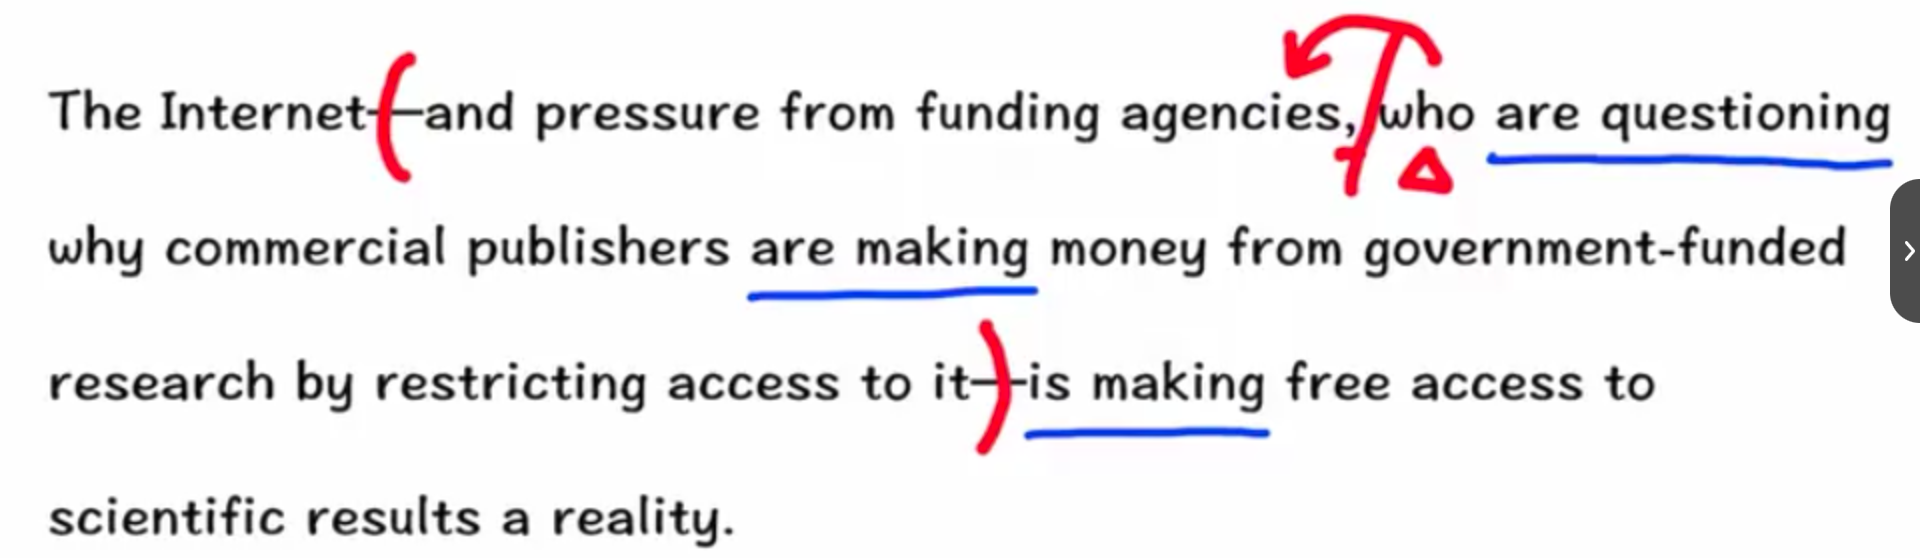 The Internet—and pressure from funding agencies, who are questioning
why commercial publishers are making money from government-funded
research by restricting access to it—is making free access to
scientific results a reality.